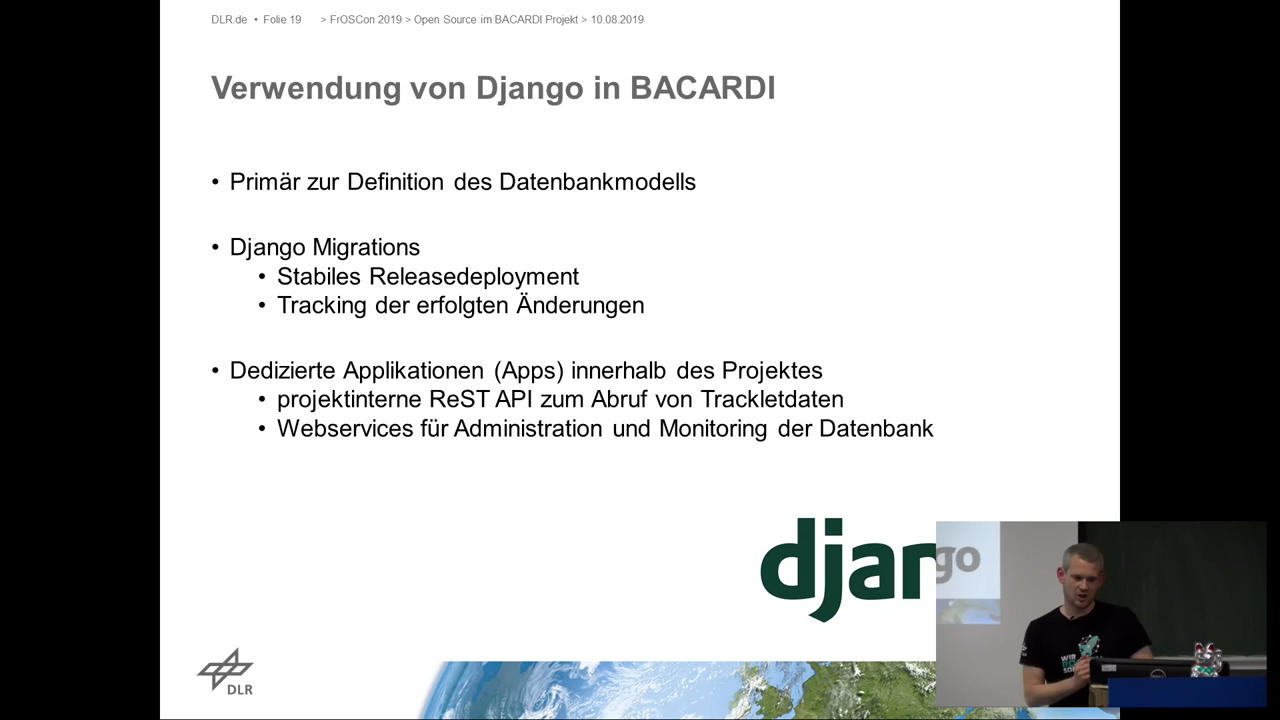 DLR.de • Folie 19 > FrOSCon 2019 > Open Source im BACARDI Projekt > 10.08.2019
Verwendung von Django in BACARDI
• Primär zur Definition des Datenbankmodells
• Django Migrations
• Stabiles Releasedeployment
• Tracking der erfolgten Änderungen
• Dedizierte Applikationen (Apps) innerhalb des Projektes
• projektinterne ReST API zum Abruf von Trackletdaten
• Webservices für Administration und Monitoring der Datenbank
djan
go
WIR
DLR